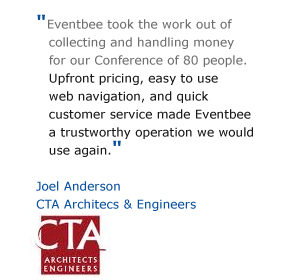 "Eventbee took the work out of
collecting and handling money
for our Conference of 80 people.
Upfront pricing, easy to use
web navigation, and quick
customer service made Eventbee
a trustworthy operation we would
use again."
Joel Anderson
CTA Architecs & Engineers
CTA
ARCHITECTS
ENGINEERS